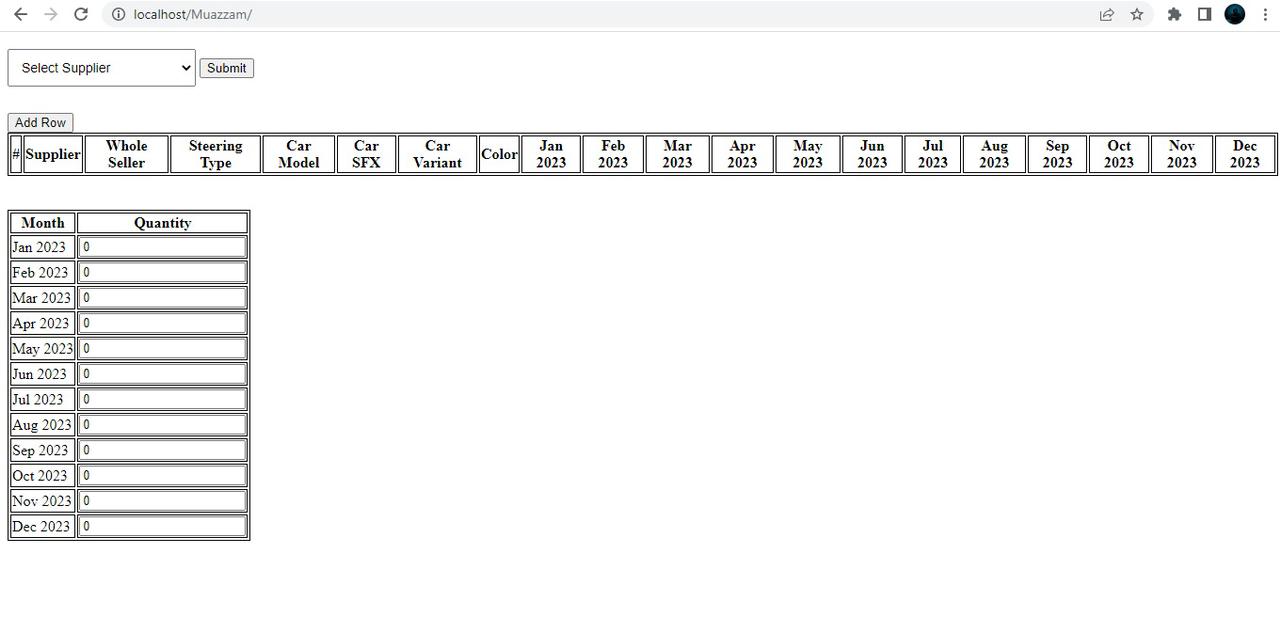 localhost/Muazzam/
Select Supplier Submit
Add Row
# Supplier Whole Seller Steering Type Car Model Car SFX Car Variant Color Jan 2023 Feb 2023 Mar 2023 Apr 2023 May 2023 Jun 2023 Jul 2023 Aug 2023 Sep 2023 Oct 2023 Nov 2023 Dec 2023
Month Quantity
Jan 2023 0
Feb 2023 0
Mar 2023 0
Apr 2023 0
May 2023 0
Jun 2023 0
Jul 2023 0
Aug 2023 0
Sep 2023 0
Oct 2023 0
Nov 2023 0
Dec 2023 0